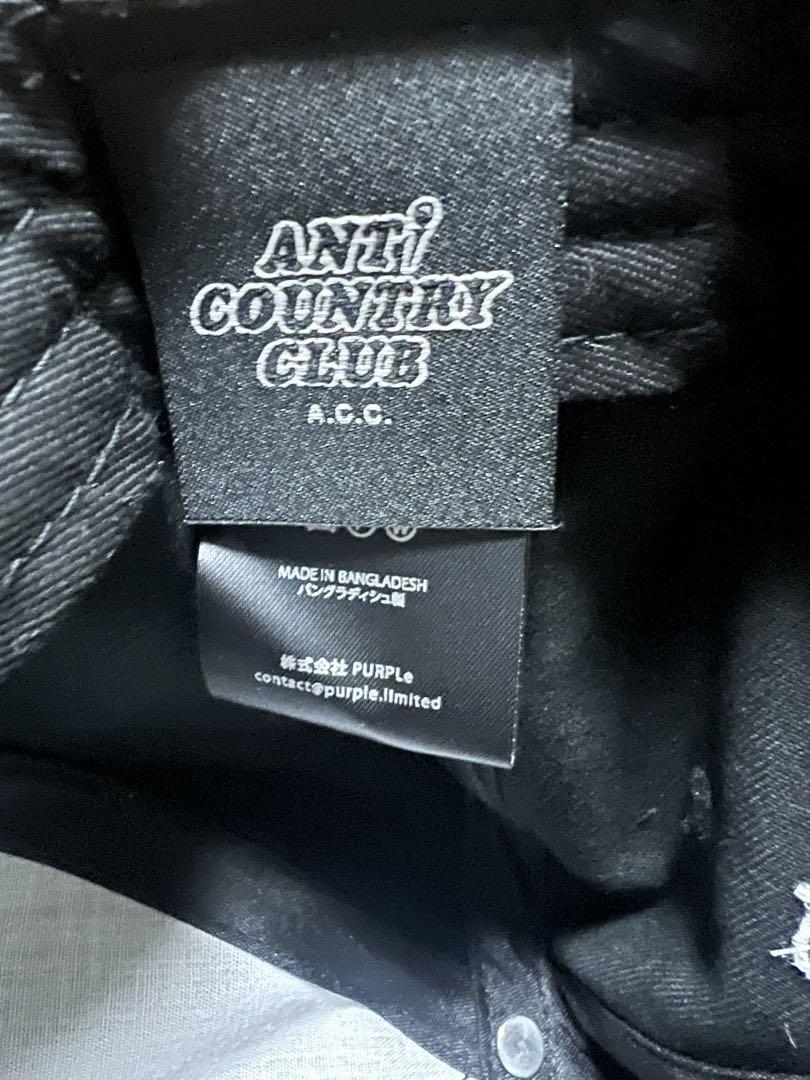 ANTi
COUNTRY
CLUB
A.C.C.
MADE IN BANGLADESH
バングラディシュ製
株式会社 PURPLe
contact@purple.limited